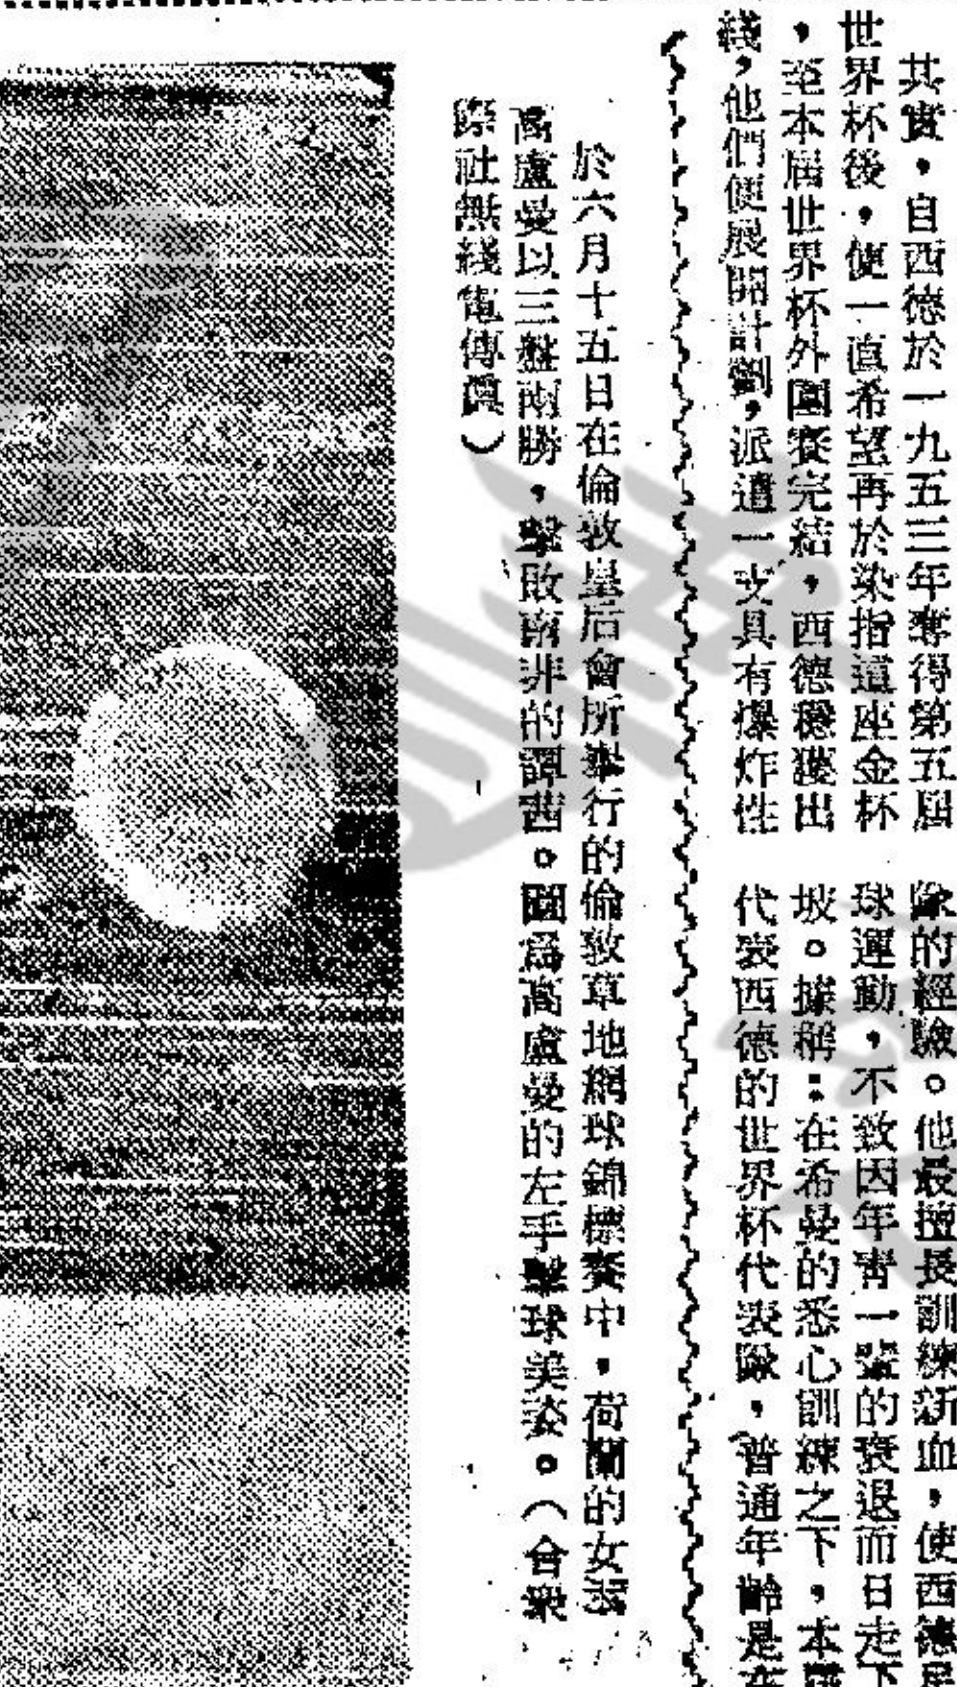 其實，自西德於一九五三年奪得第五屆
世界杯後，便一直希望再於染指這座金杯
，至本屆世界杯外圍賽完結，西德穩獲出
綫，他們便展開計劃，派遣一支具有爆炸性
隊的經驗。他最擅長訓練新血，使西德足
球運動，不致因年青一輩的衰退而日走下
坡。據稱：在希曼的悉心訓練之下，本屆
代表西德的世界杯代表隊，普通年齡是在
於六月十五日在倫敦皇后會所舉行的倫敦草地網球錦標賽中，荷蘭的女
高盧曼以三盤兩勝，擊敗南非的譚茜。圖爲高盧曼的左手擊球美姿。（合衆
際社無綫電傳眞）